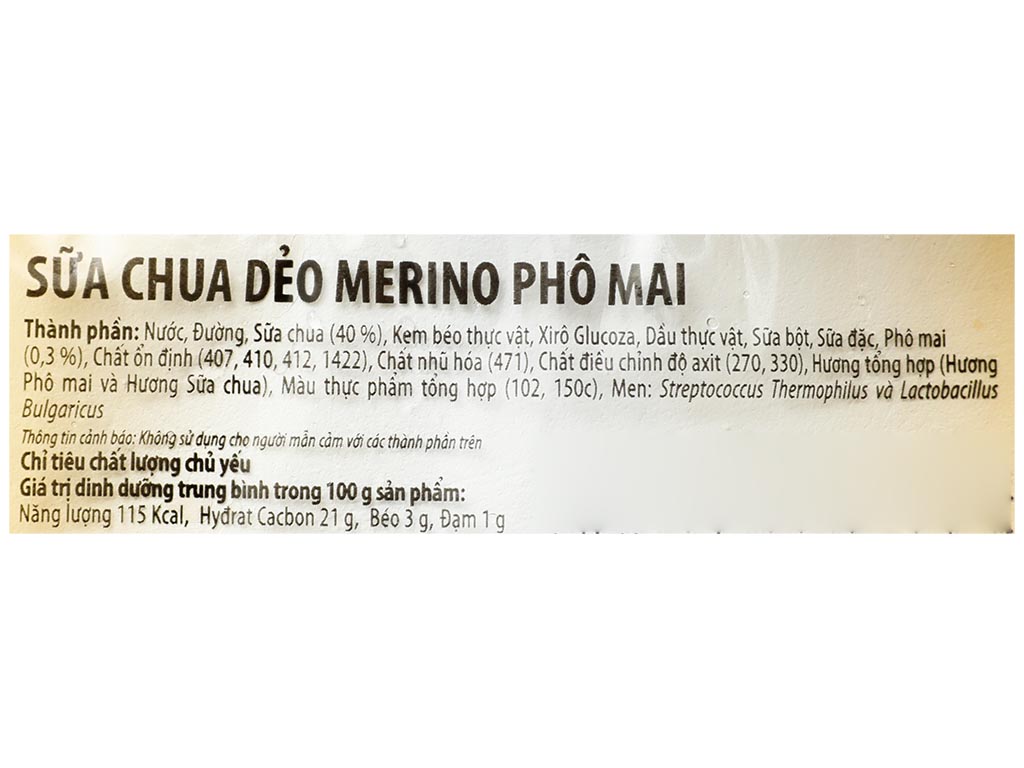 SỮA CHUA DẺO MERINO PHÔ MAI
Thành phần: Nước, Đường, Sữa chua (40 %), Kem béo thực vật, Xirô Glucoza, Dầu thực vật, Sữa bột, Sữa đặc, Phô mai
(0,3 %), Chất ổn định (407, 410, 412, 1422), Chất nhũ hóa (471), Chất điều chỉnh độ axit (270, 330), Hương tổng hợp (Hương
Phô mai và Hương Sữa chua), Màu thực phẩm tổng hợp (102, 150c), Men: Streptococcus Thermophilus và Lactobacillus
Bulgaricus
Thông tin cảnh báo: Không sử dụng cho người mẫn cảm với các thành phần trên
Chỉ tiêu chất lượng chủ yếu
Giá trị dinh dưỡng trung bình trong 100 g sản phẩm:
Năng lượng 115 Kcal, Hyđrat Cacbon 21 g, Béo 3 g, Đạm 1 g